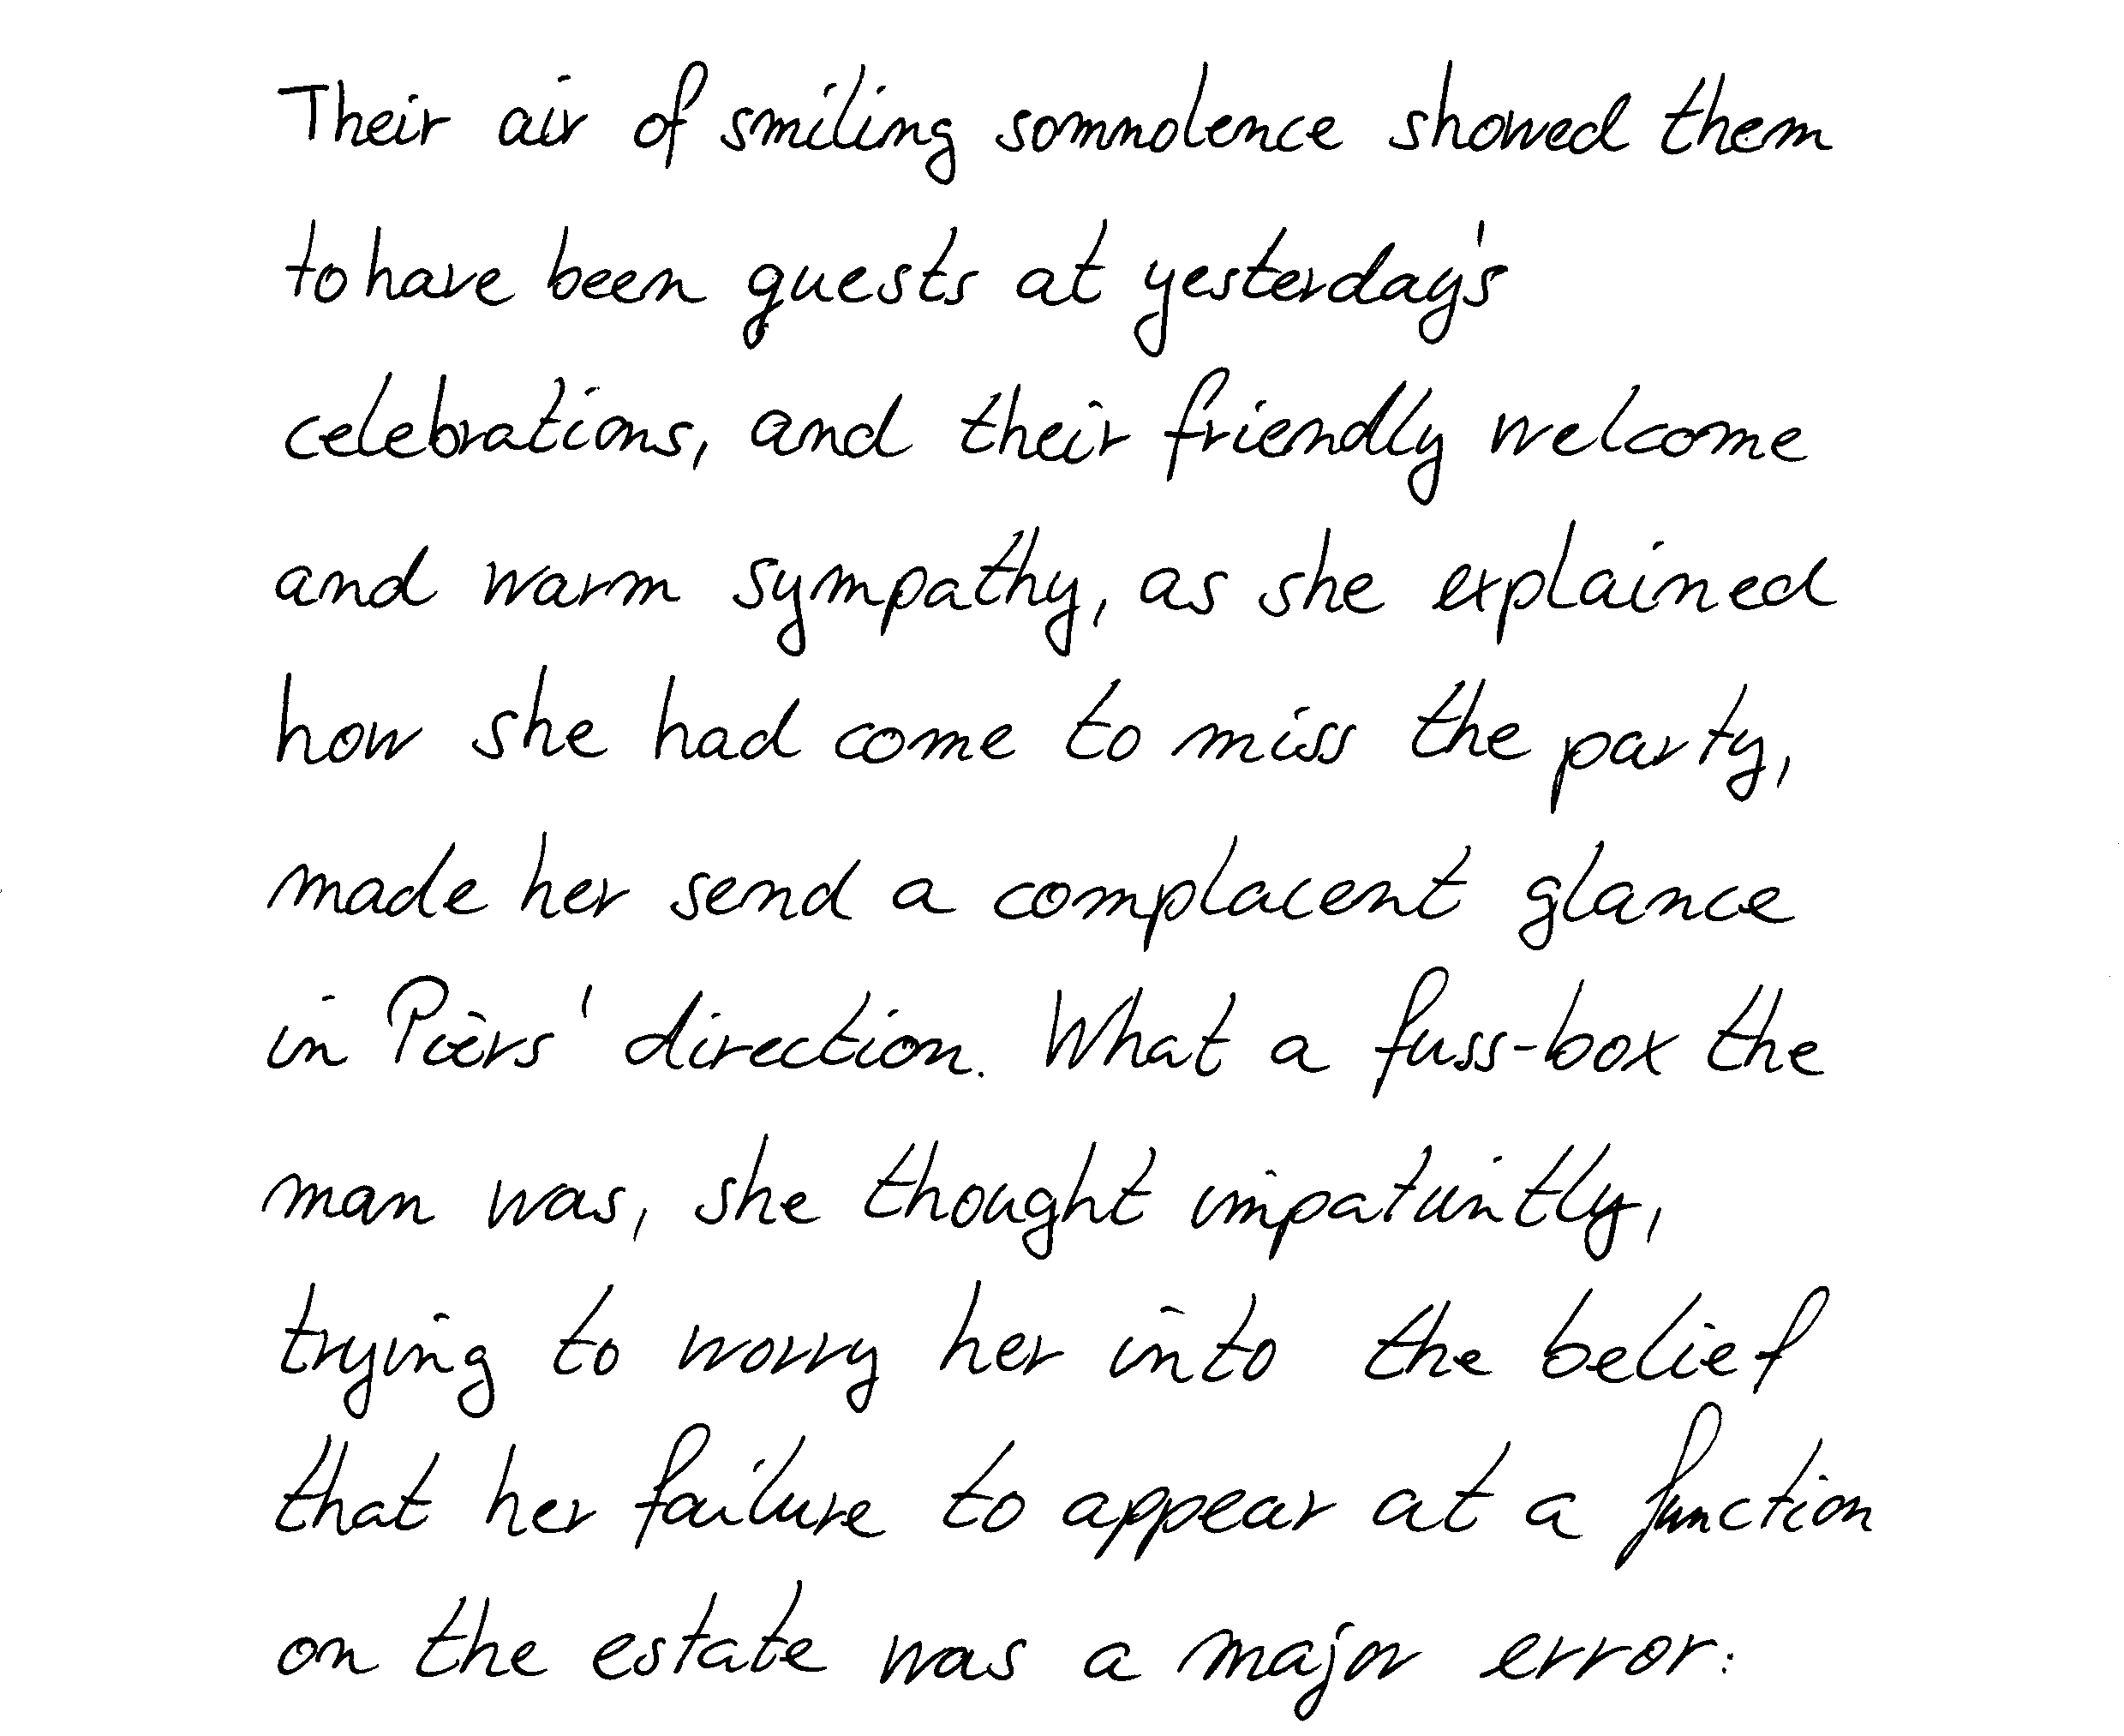 Their air of smiling somnolence showed them
to have been guests at yesterday's
celebrations, and their friendly welcome
and warm sympathy, as she explained
how she had come to miss the party,
made her send a complacent glance
in Piers' direction. What a fuss-box the
man was, she thought impatiently,
trying to worry her into the belief
that her failure to appear at a function
on the estate was a major error: